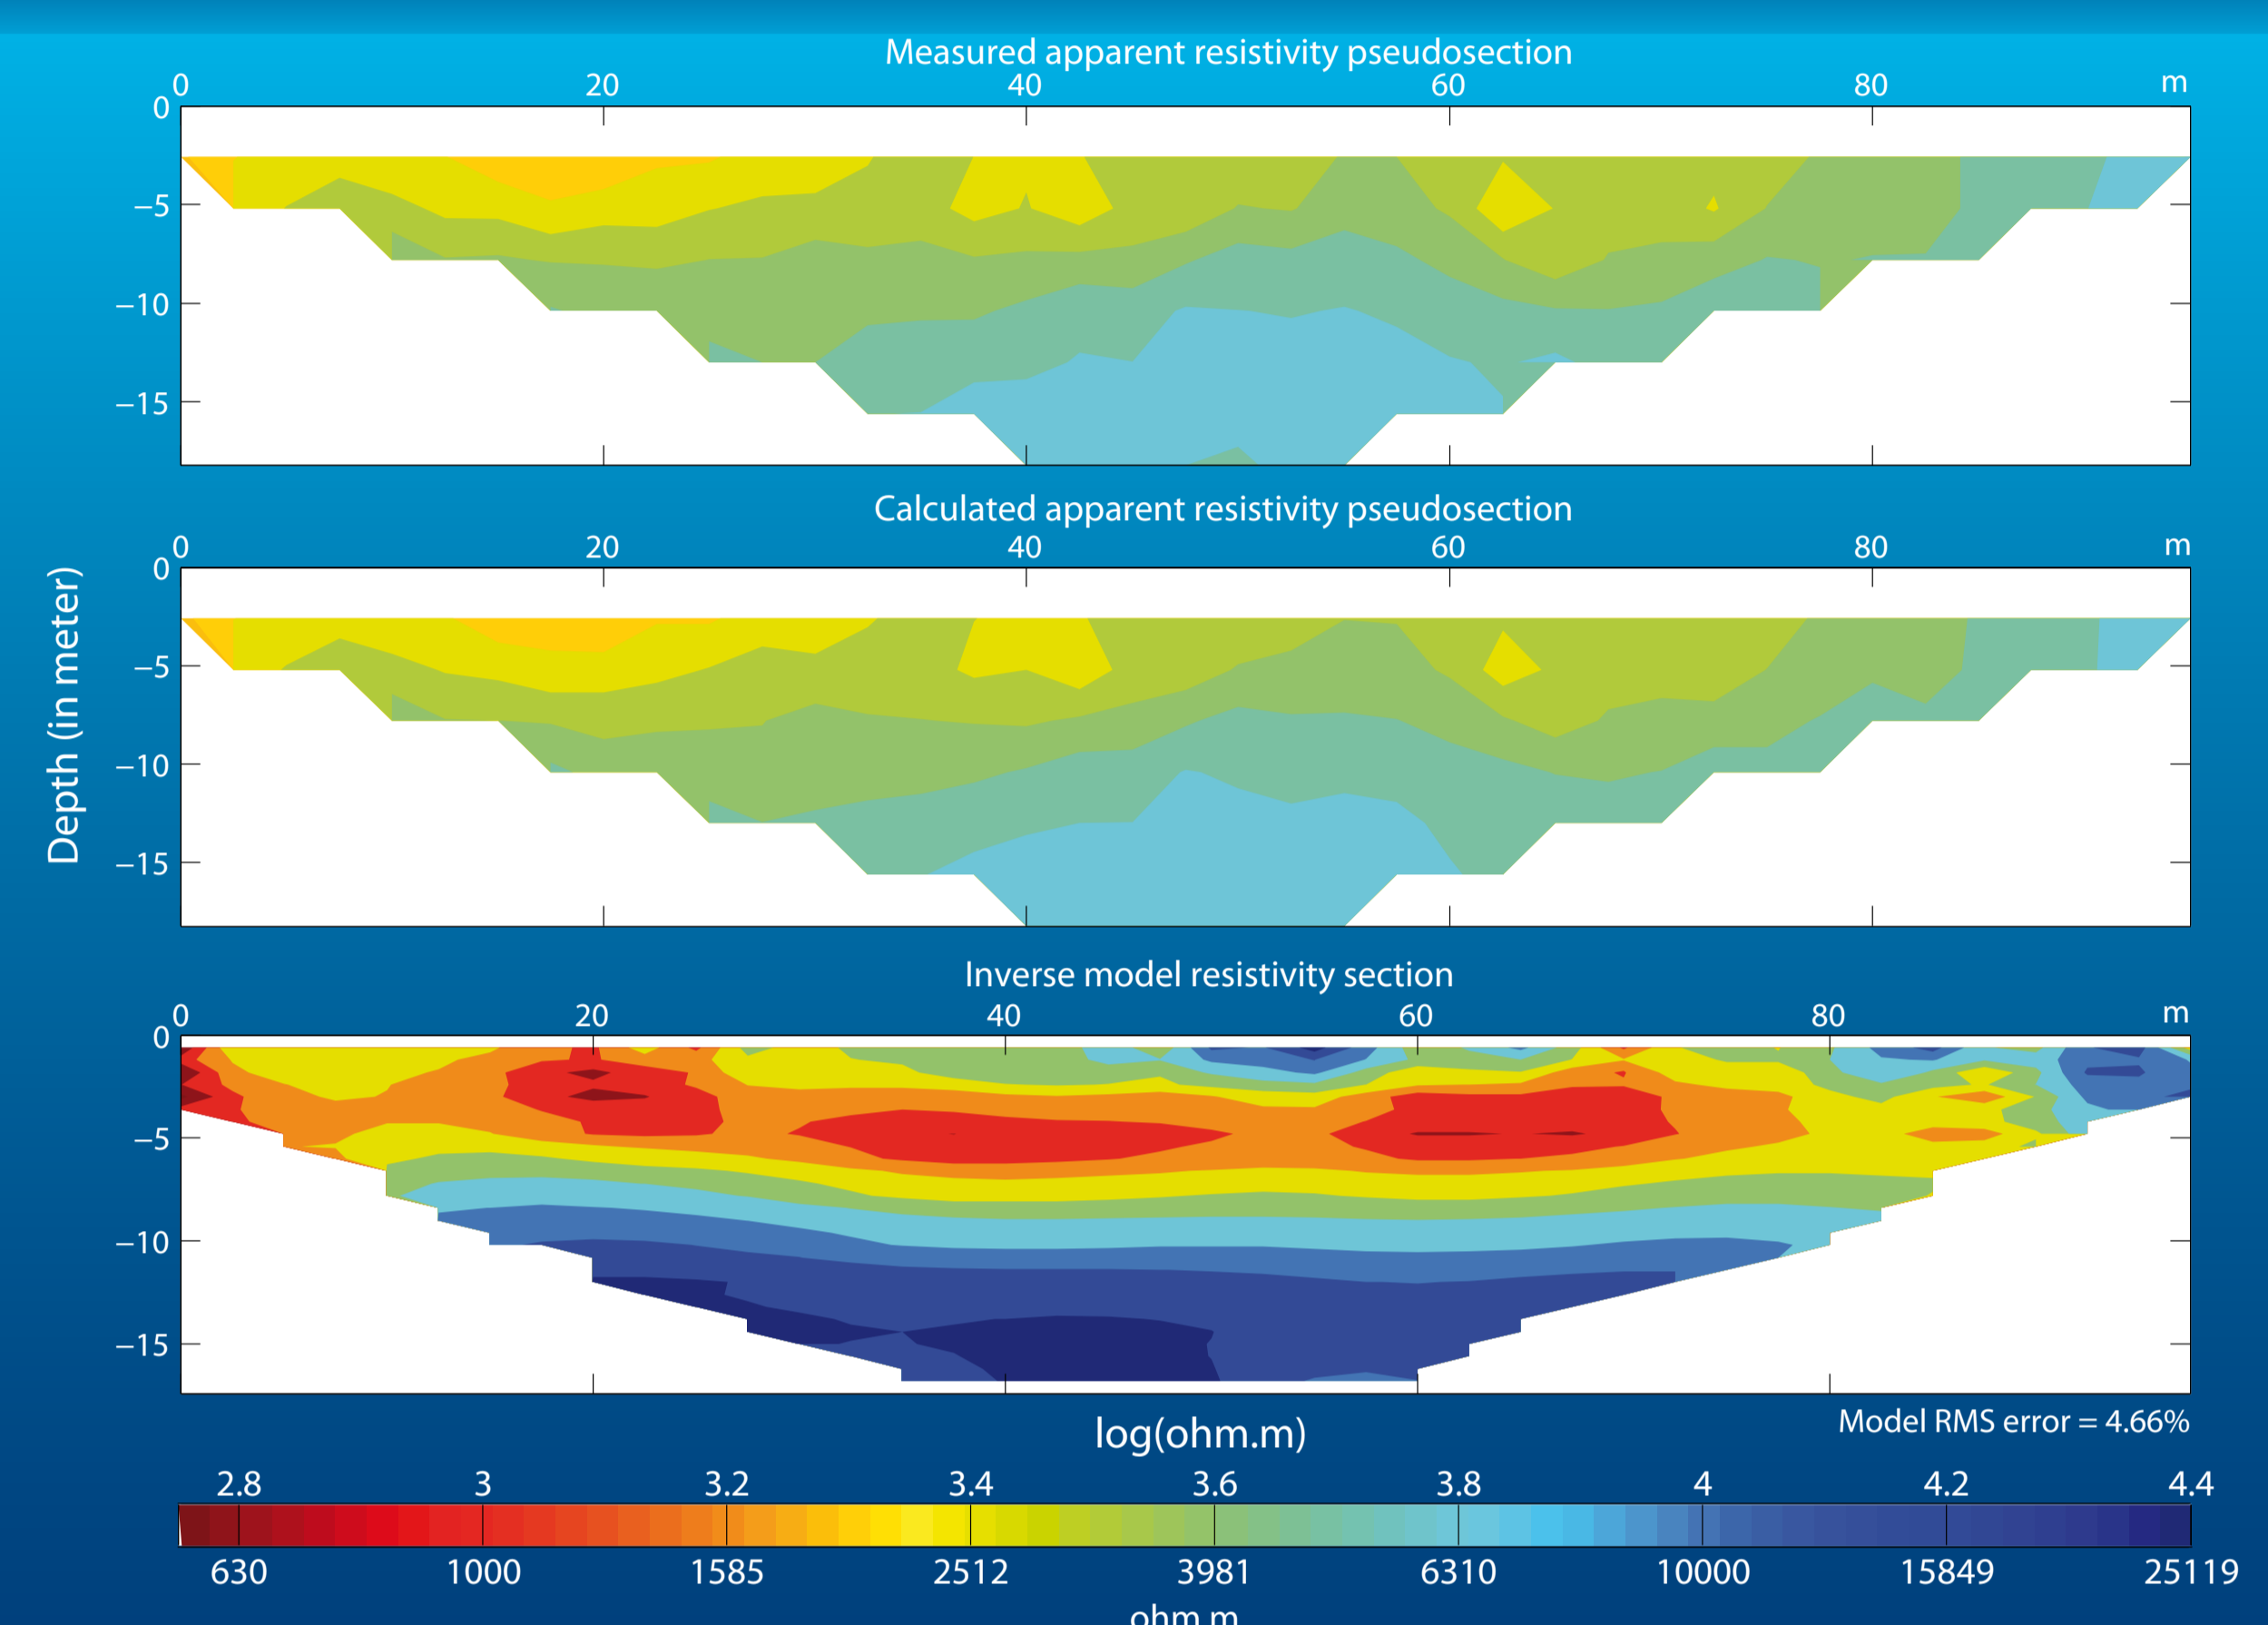 Measured apparent resistivity pseudosection
0 20 40 60 80 m
0
–5
–10
–15
Calculated apparent resistivity pseudosection
0 20 40 60 80 m
0
–5
–10
–15
Depth (in meter)
Inverse model resistivity section
0 20 40 60 80 m
0
–5
–10
–15
Model RMS error = 4.66%
log(ohm.m)
2.8 3 3.2 3.4 3.6 3.8 4 4.2 4.4
630 1000 1585 2512 3981 6310 10000 15849 25119
ohm.m